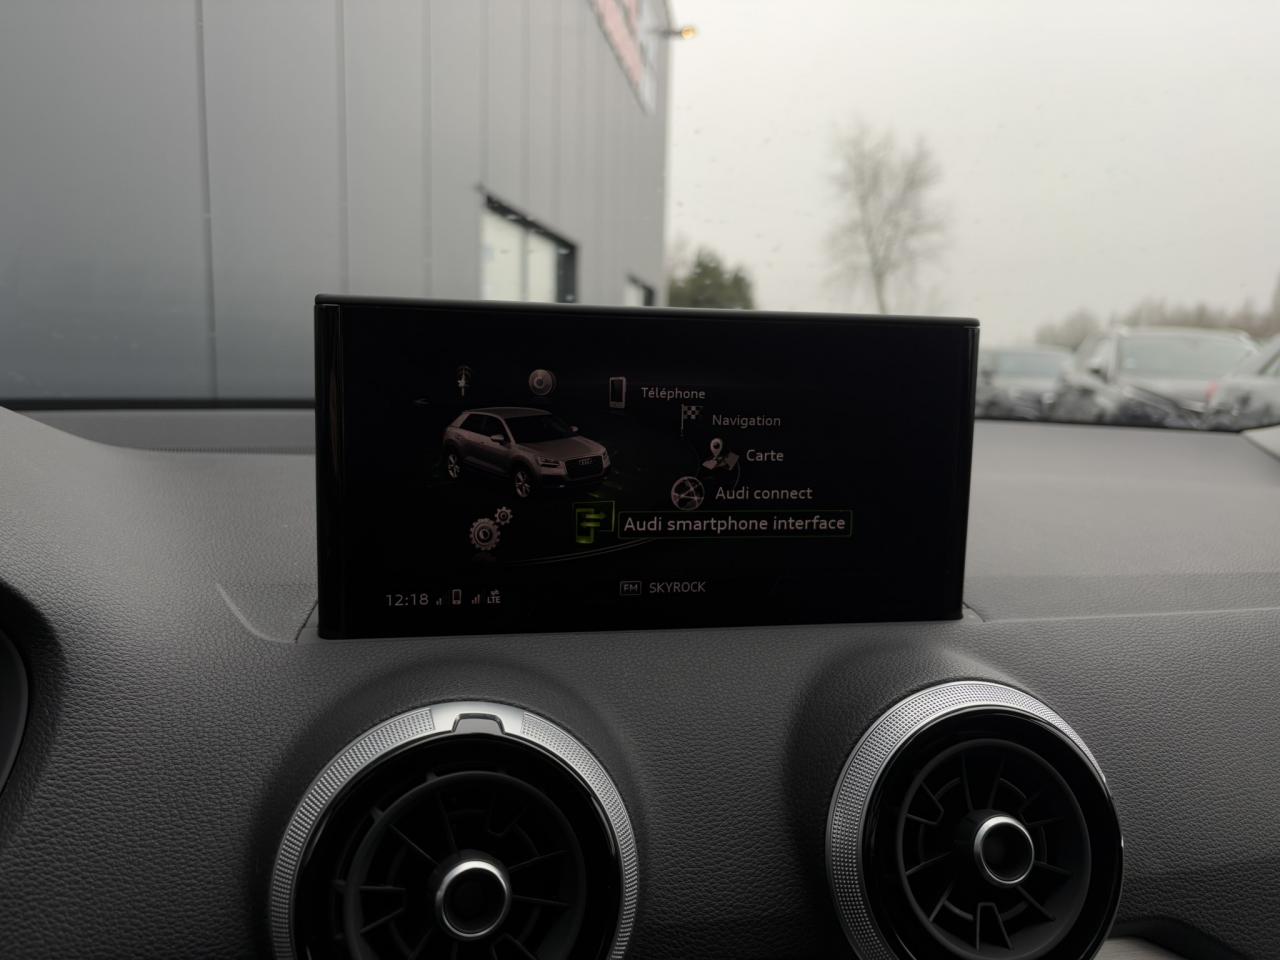 Téléphone
Navigation
Carte
Audi connect
Audi smartphone interface
12:18 LTE
FM SKYROCK